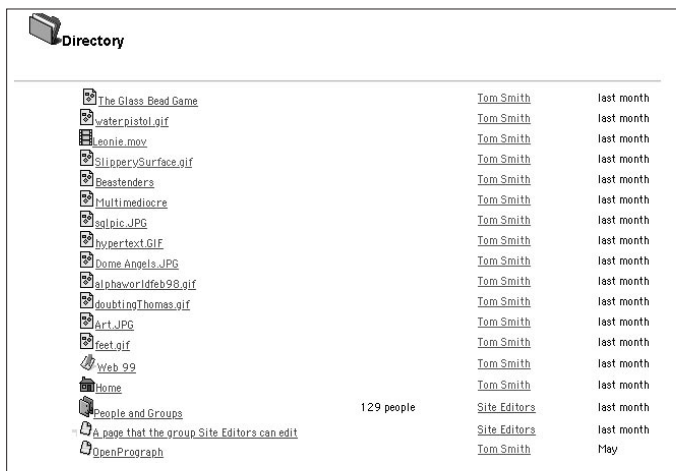 Directory
The Glass Bead Game Tom Smith last month
waterpistol.gif Tom Smith last month
Leonie.mov Tom Smith last month
SlipperySurface.gif Tom Smith last month
Beastenders Tom Smith last month
Multimediocre Tom Smith last month
sqlpic.JPG Tom Smith last month
hypertext.GIF Tom Smith last month
Dome Angels.JPG Tom Smith last month
alphaworldfeb98.gif Tom Smith last month
doubtingThomas.gif Tom Smith last month
Art.JPG Tom Smith last month
feet.gif Tom Smith last month
Web 99 Tom Smith last month
Home Tom Smith last month
People and Groups 129 people Site Editors last month
A page that the group Site Editors can edit Site Editors last month
OpenPrograph Tom Smith May